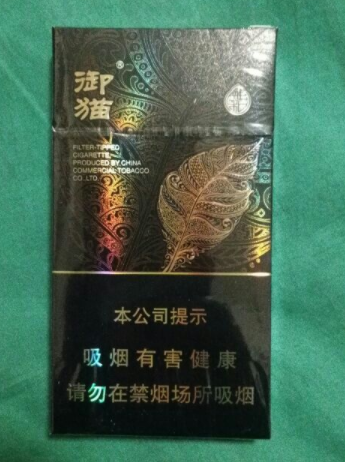 御猫®
FILTER-TIPPED
CIGARETTE
PRODUCED BY CHINA
COMMERCIAL TOBACCO
CO. LTD
本公司提示
吸烟有害健康
请勿在禁烟场所吸烟